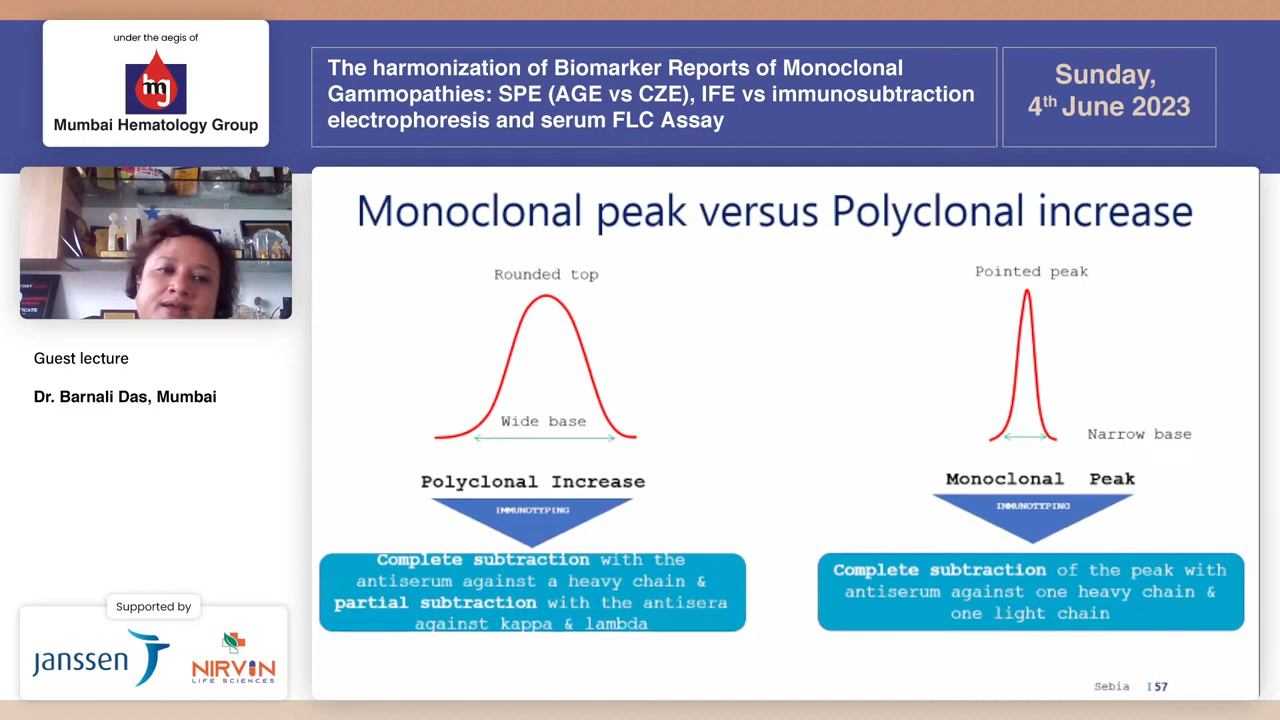 under the aegis of
mg
Mumbai Hematology Group
The harmonization of Biomarker Reports of Monoclonal
Gammopathies: SPE (AGE vs CZE), IFE vs immunosubtraction
electrophoresis and serum FLC Assay
Sunday,
4th June 2023
Guest lecture
Dr. Barnali Das, Mumbai
Supported by
janssen
NIRVIN
LIFE SCIENCES
Monoclonal peak versus Polyclonal increase
Rounded top
Wide base
Polyclonal Increase
IMMUNOTYPING
Complete subtraction with the
antiserum against a heavy chain &
partial subtraction with the antisera
against kappa & lambda
Pointed peak
Narrow base
Monoclonal Peak
IMMUNOTYPING
Complete subtraction of the peak with
antiserum against one heavy chain &
one light chain
Sebia I 57